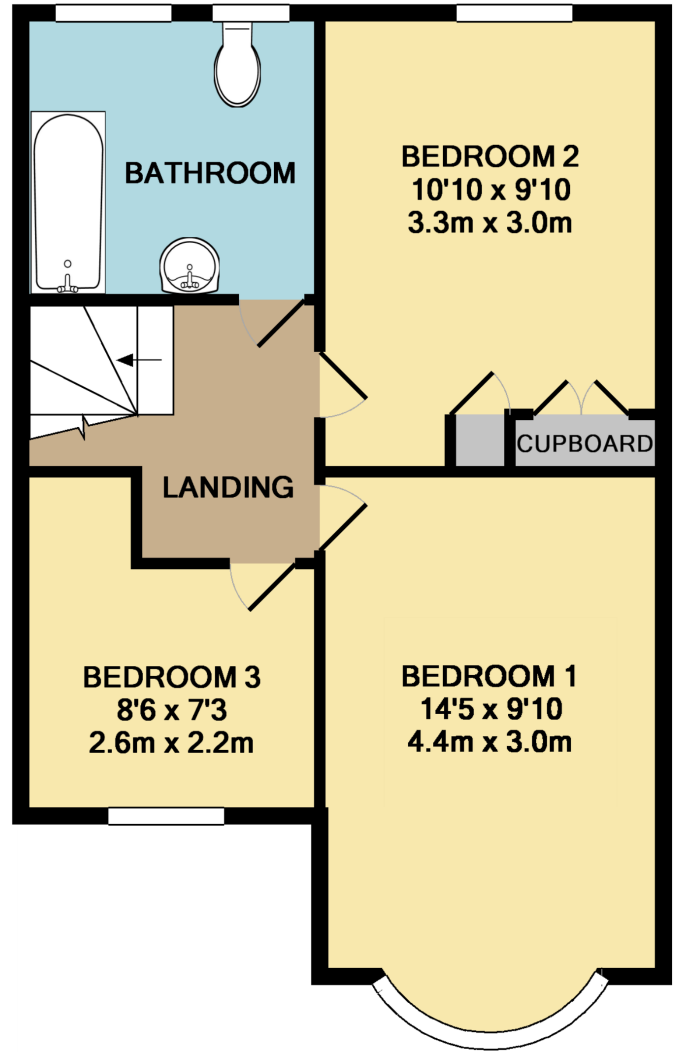 BATHROOM
BEDROOM 2
10'10 x 9'10
3.3m x 3.0m
CUPBOARD
LANDING
BEDROOM 3
8'6 x 7'3
2.6m x 2.2m
BEDROOM 1
14'5 x 9'10
4.4m x 3.0m